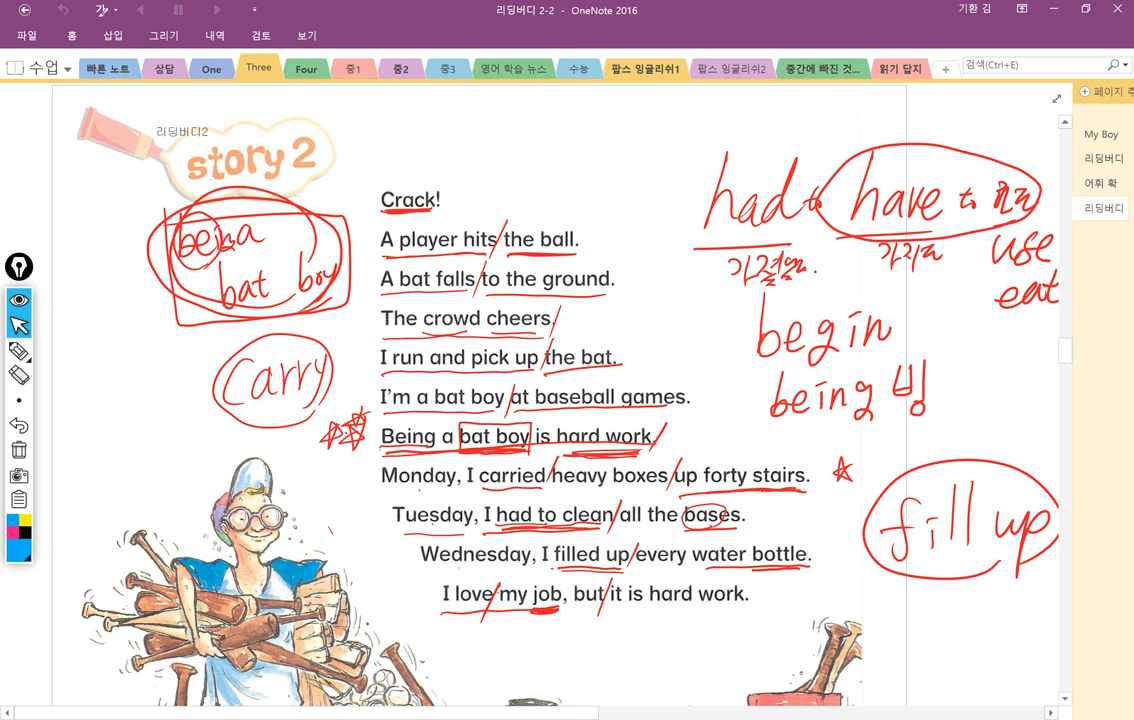 리딩버디 2-2 - OneNote 2016
기환 김
파일 홈 삽입 그리기 내역 검토 보기
수업 빠른 노트 상담 One Three Four 중1 중2 중3 영어 학습 뉴스 수능 팝스 잉글리쉬1 팝스 잉글리쉬2 중간에 빠진 것... 읽기 답지 + 검색(Ctrl+E)
페이지 추
My Boy
리딩버디
어휘 확
리딩버디
리딩버디2
story 2
Crack!
A player hits the ball.
A bat falls to the ground.
The crowd cheers.
I run and pick up the bat.
I'm a bat boy at baseball games.
Being a bat boy is hard work.
Monday, I carried heavy boxes up forty stairs.
Tuesday, I had to clean all the bases.
Wednesday, I filled up every water bottle.
I love my job, but it is hard work.
being a
bat boy
carry
had to have to
use
eat
begin
being 빙
fill up